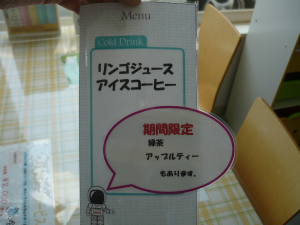 Menu
Cold Drink
リンゴジュース
アイスコーヒー
期間限定
緑茶
アップルティー
もあります。